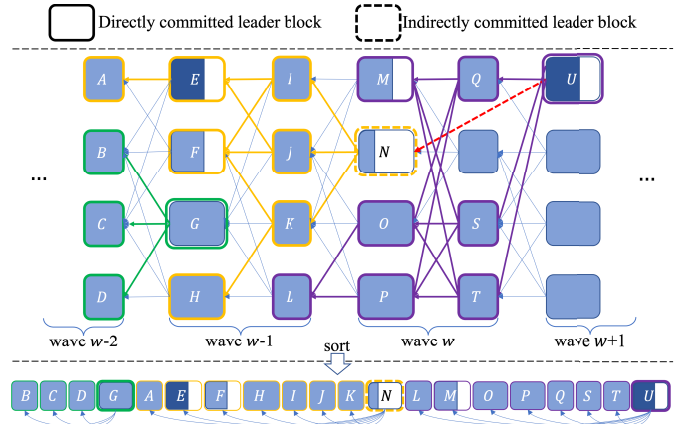 Directly committed leader block Indirectly committed leader block
A E I M Q U
B F J N
... ...
C G K O S
D H L P T
wave w-2 wave w-1 wave w wave w+1
sort
B C D G A E F H I J K N L M O P Q S T U